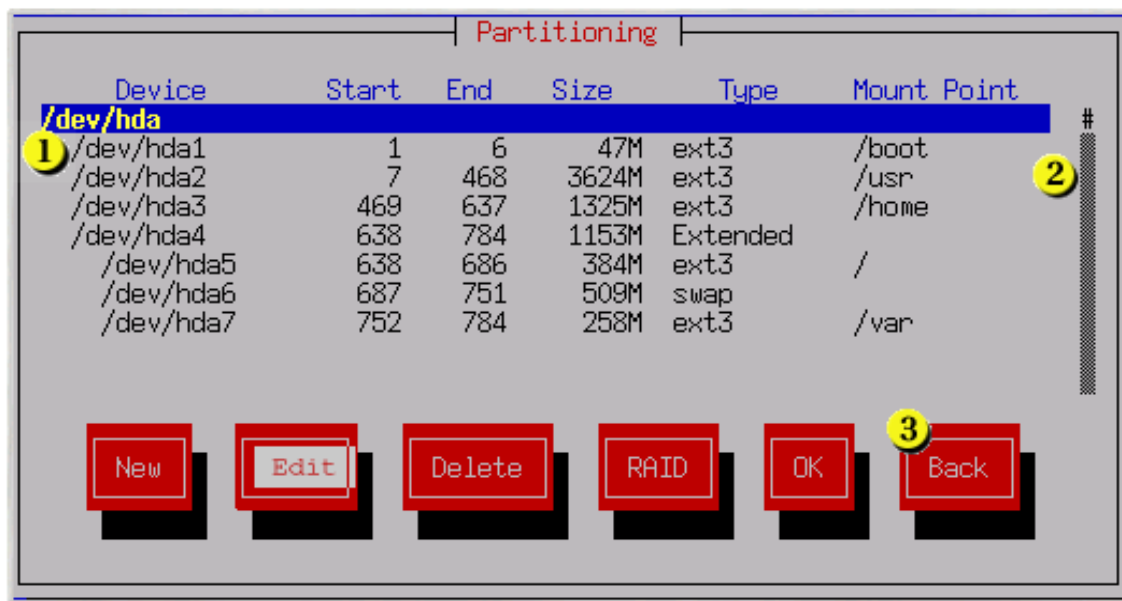 Partitioning
Device Start End Size Type Mount Point
/dev/hda #
1 /dev/hda1 1 6 47M ext3 /boot
/dev/hda2 7 468 3624M ext3 /usr 2
/dev/hda3 469 637 1325M ext3 /home
/dev/hda4 638 784 1153M Extended
/dev/hda5 638 686 384M ext3 /
/dev/hda6 687 751 509M swap
/dev/hda7 752 784 258M ext3 /var
3
New Edit Delete RAID OK Back